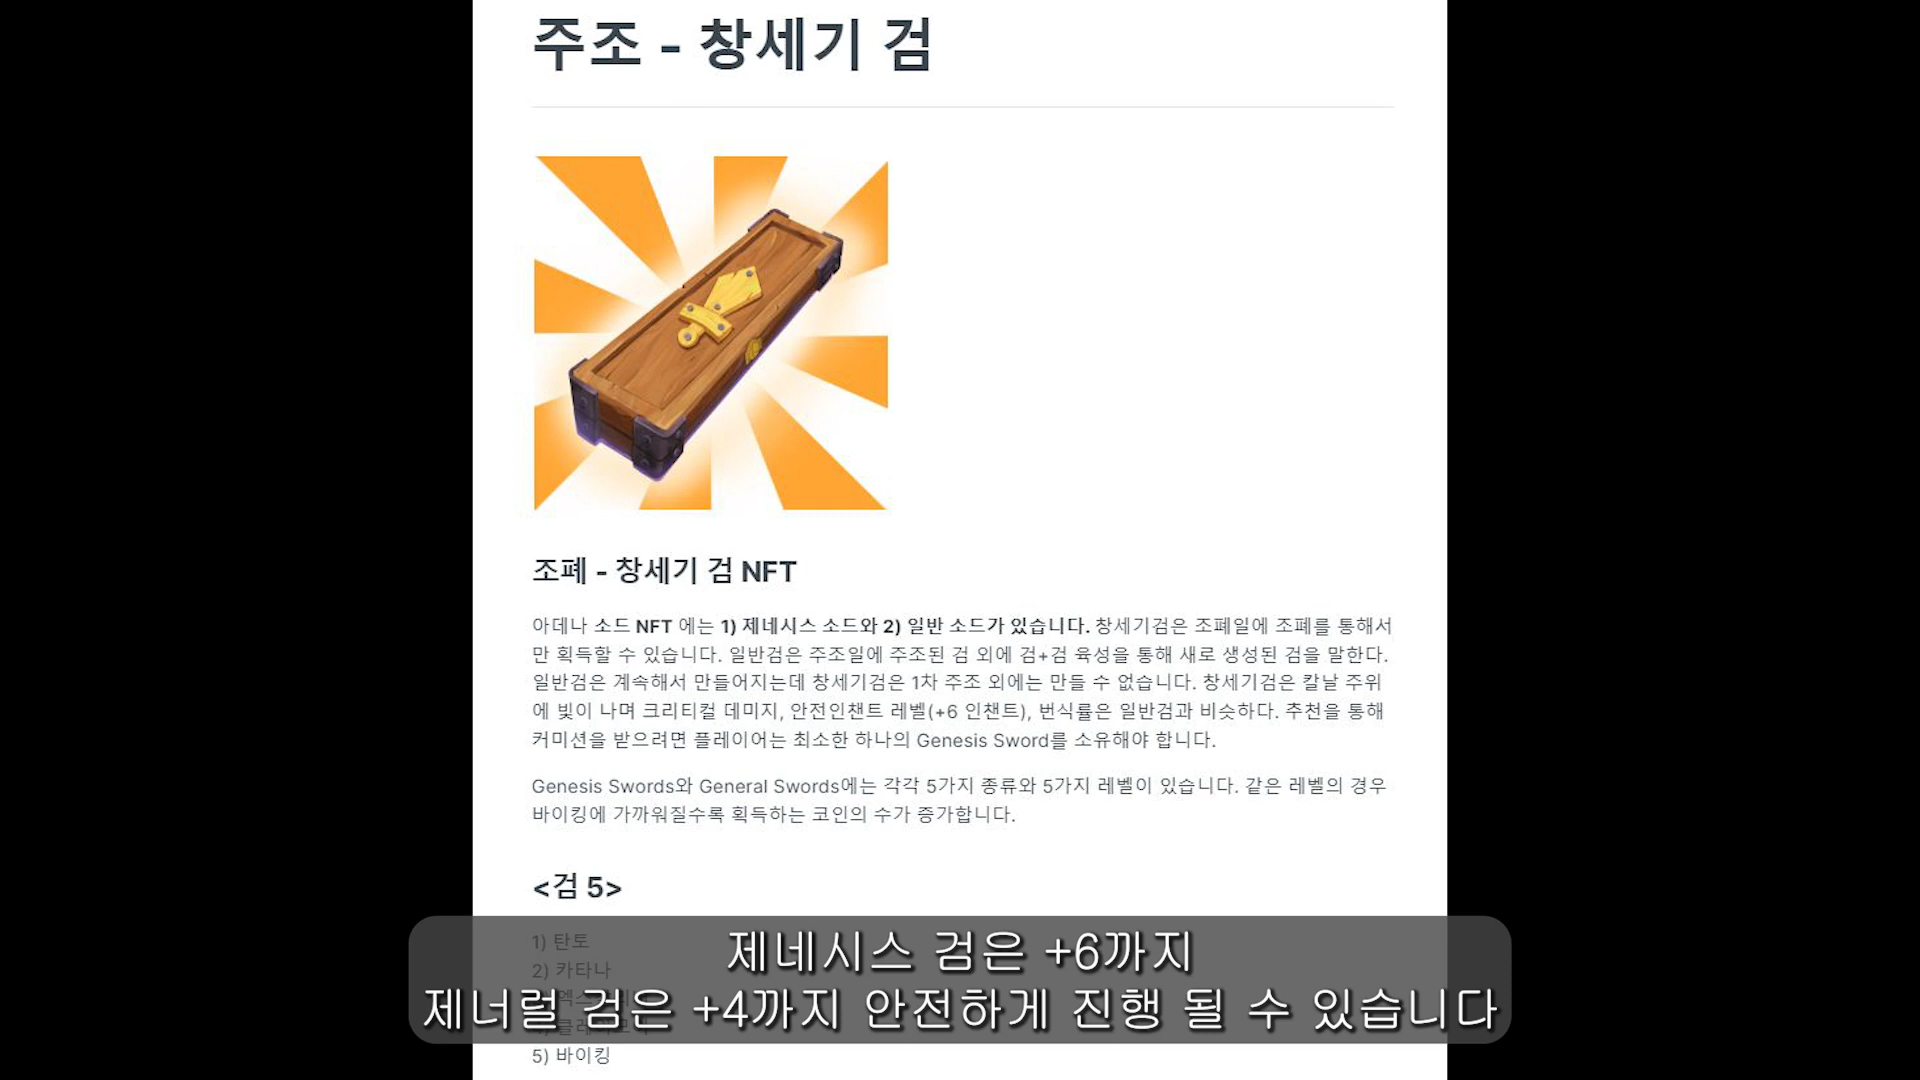 주조 - 창세기 검
조폐 - 창세기 검 NFT
아데나 소드 NFT 에는 1) 제네시스 소드와 2) 일반 소드가 있습니다. 창세기검은 조페일에 조폐를 통해서
만 획득할 수 있습니다. 일반검은 주조일에 주조된 검 외에 검+검 육성을 통해 새로 생성된 검을 말한다.
일반검은 계속해서 만들어지는데 창세기검은 1차 주조 외에는 만들 수 없습니다. 창세기검은 칼날 주위
에 빛이 나며 크리티컬 데미지, 안전인챈트 레벨(+6 인챈트), 번식률은 일반검과 비슷하다. 추천을 통해
커미션을 받으려면 플레이어는 최소한 하나의 Genesis Sword를 소유해야 합니다.
Genesis Swords와 General Swords에는 각각 5가지 종류와 5가지 레벨이 있습니다. 같은 레벨의 경우
바이킹에 가까워질수록 획득하는 코인의 수가 증가합니다.
<검 5>
1) 탄토
2) 카타나
제네시스 검은 +6까지
제너럴 검은 +4까지 안전하게 진행 될 수 있습니다
5) 바이킹